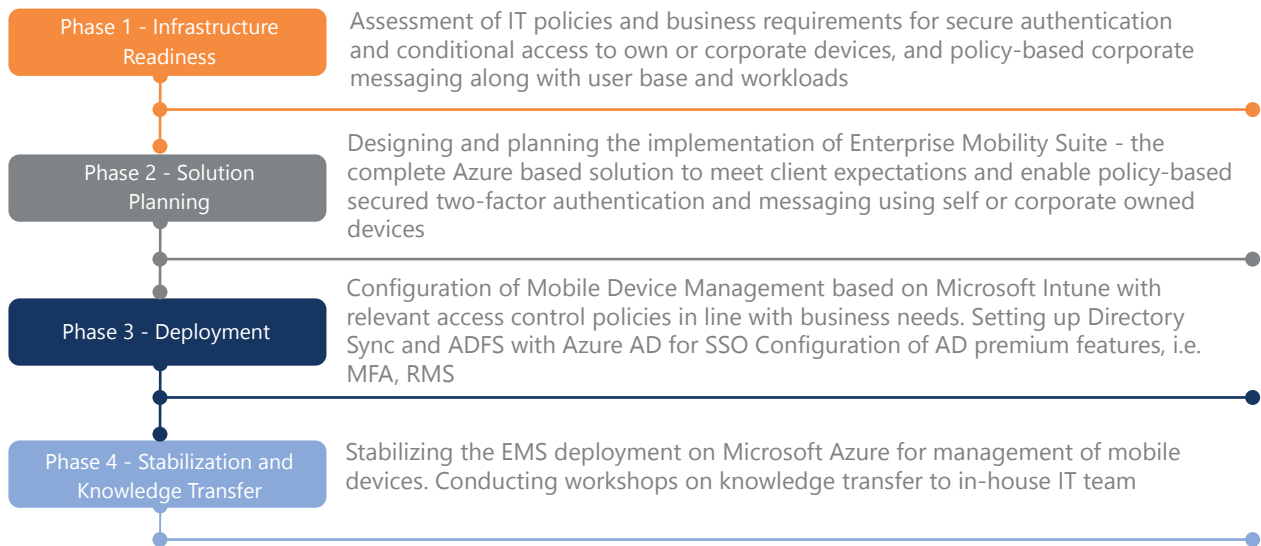 Phase 1 - Infrastructure
Readiness
Assessment of IT policies and business requirements for secure authentication
and conditional access to own or corporate devices, and policy-based corporate
messaging along with user base and workloads
Phase 2 - Solution
Planning
Designing and planning the implementation of Enterprise Mobility Suite - the
complete Azure based solution to meet client expectations and enable policy-based
secured two-factor authentication and messaging using self or corporate owned
devices
Phase 3 - Deployment
Configuration of Mobile Device Management based on Microsoft Intune with
relevant access control policies in line with business needs. Setting up Directory
Sync and ADFS with Azure AD for SSO Configuration of AD premium features, i.e.
MFA, RMS
Phase 4 - Stabilization and
Knowledge Transfer
Stabilizing the EMS deployment on Microsoft Azure for management of mobile
devices. Conducting workshops on knowledge transfer to in-house IT team